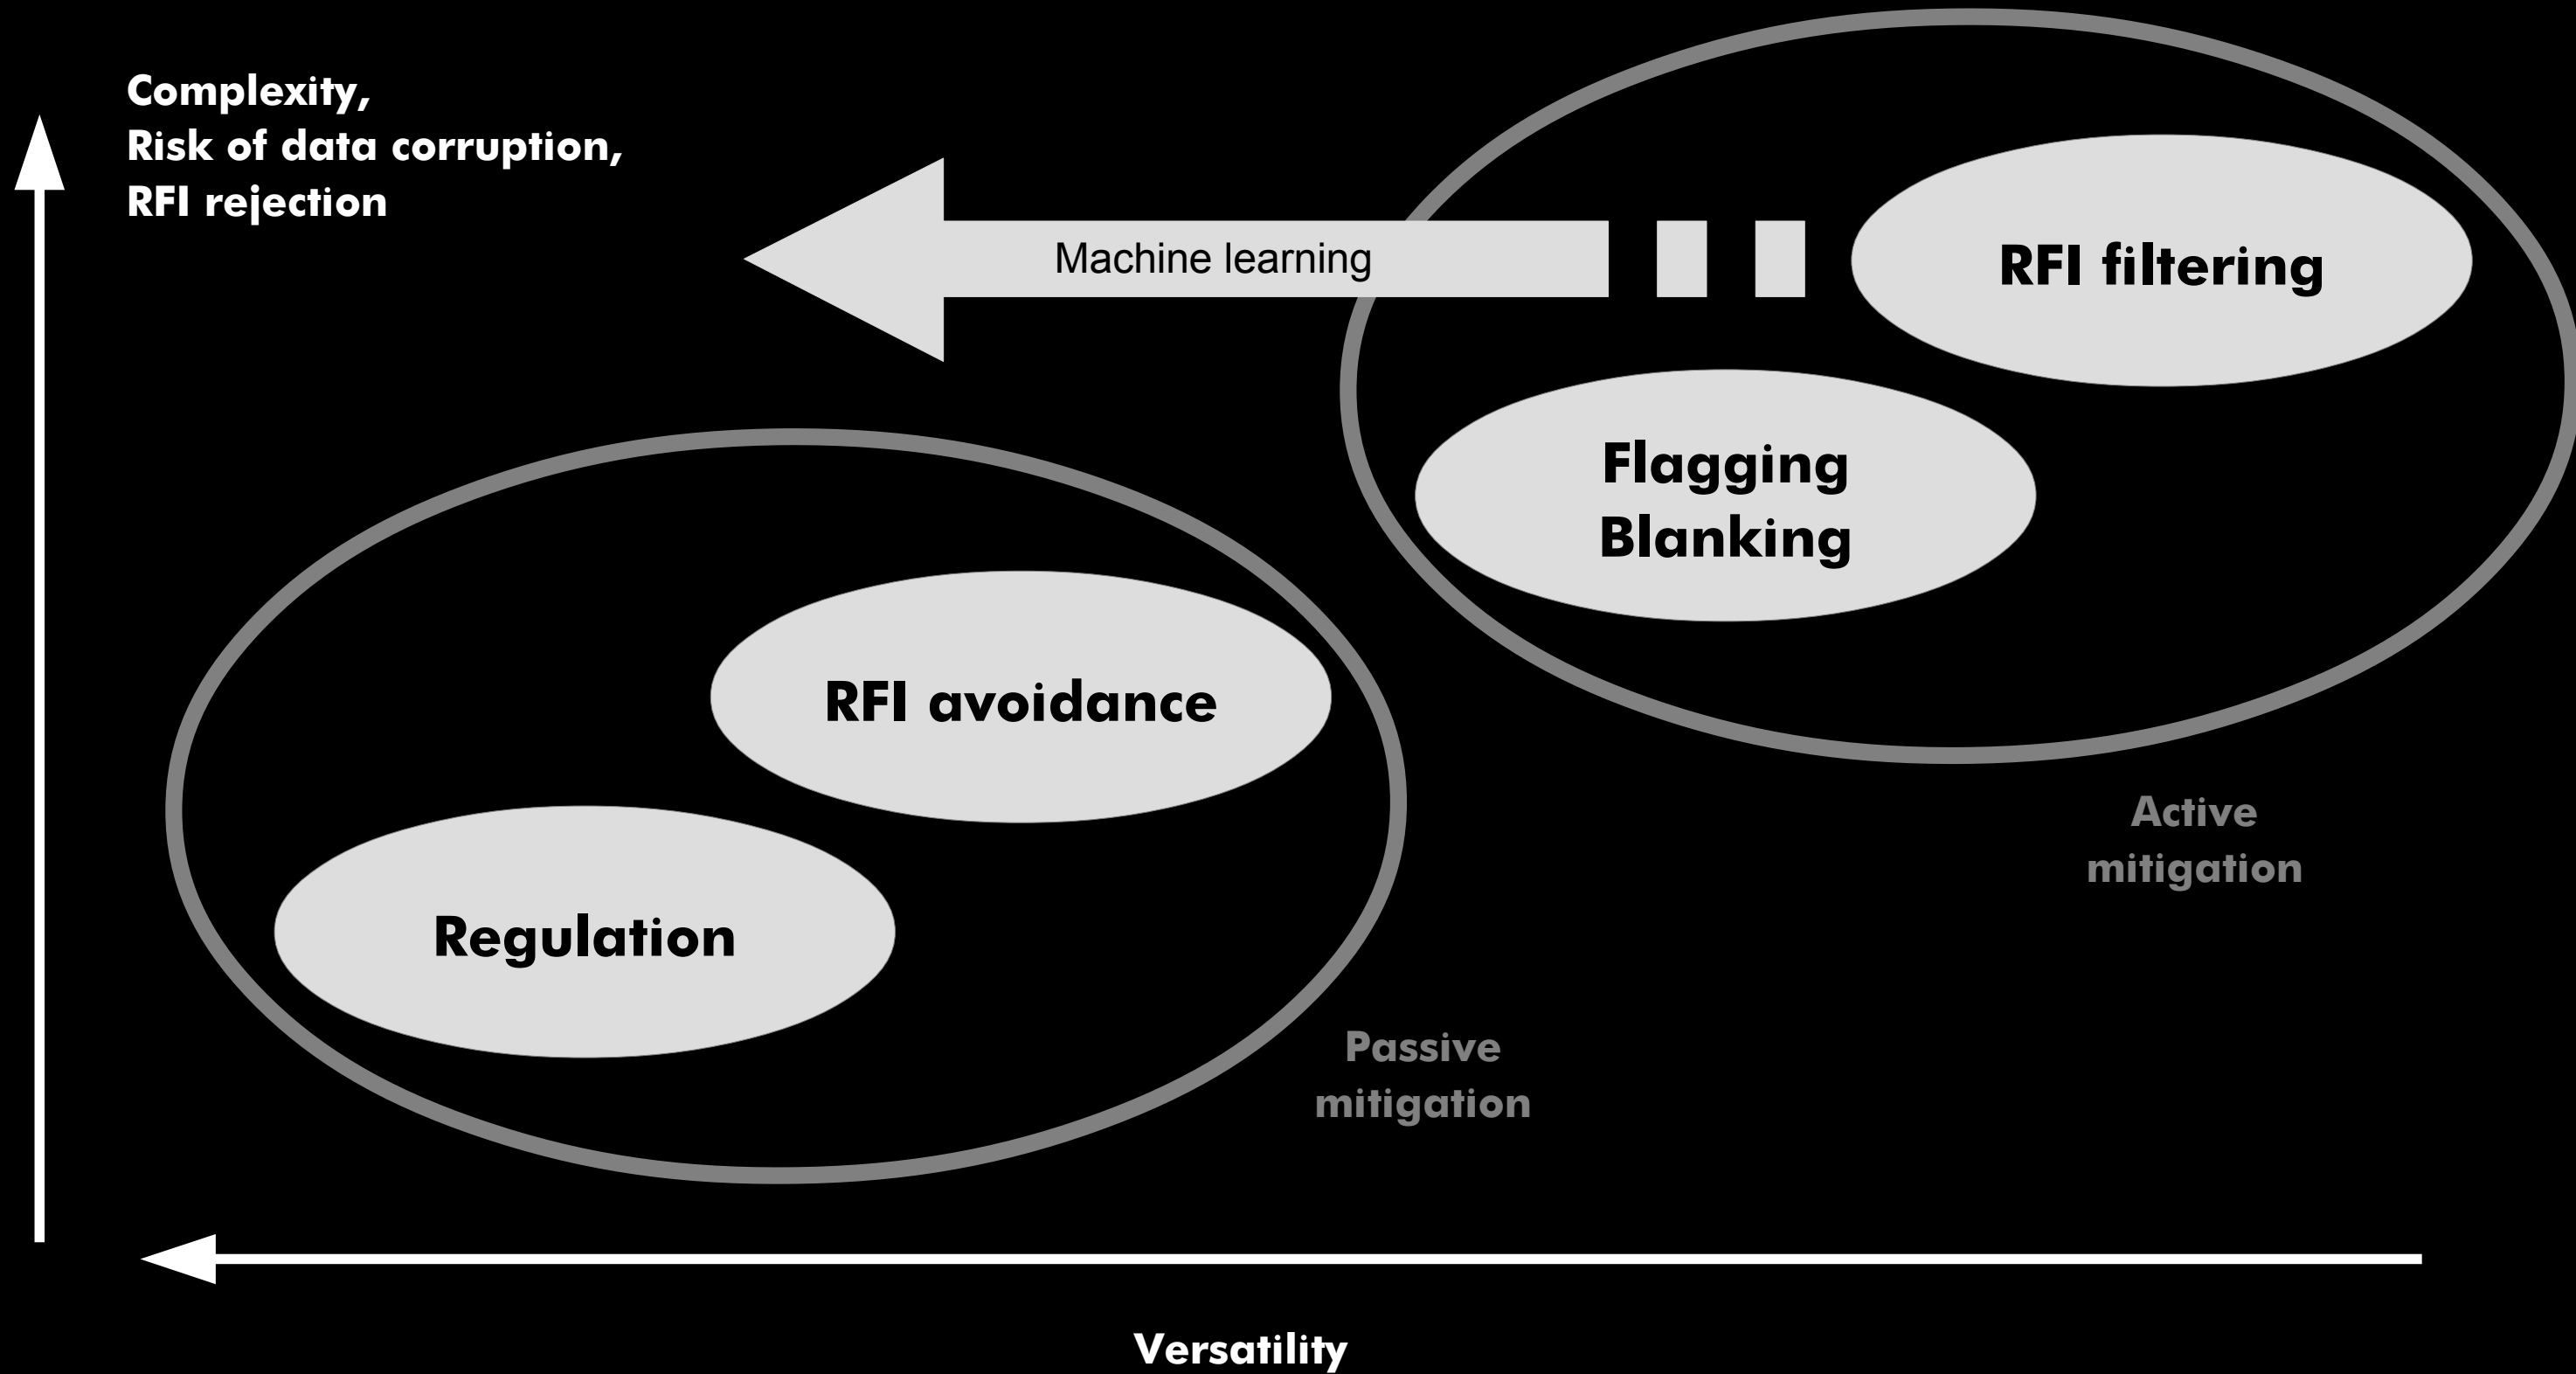 Complexity,
Risk of data corruption,
RFI rejection
Machine learning
RFI filtering
Flagging
Blanking
RFI avoidance
Active
mitigation
Regulation
Passive
mitigation
Versatility